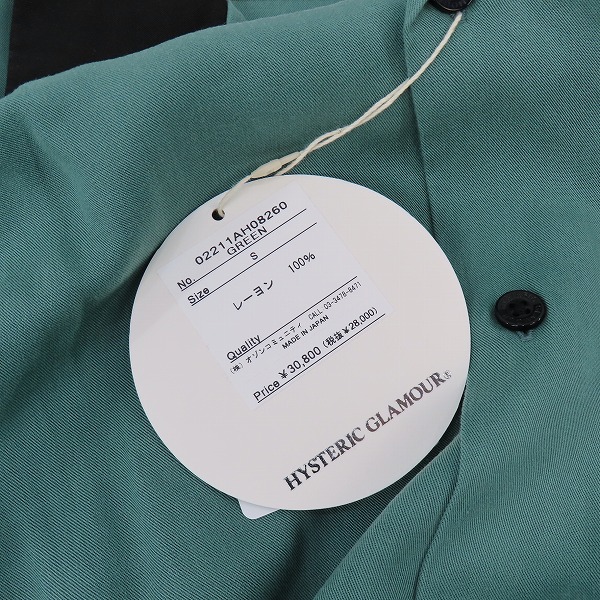 No 02211AH08260
GREEN
Size S
レーヨン 100%
Quality
(株) オゾンコミュニティ CALL 03-3478-8471
MADE IN JAPAN
Price ¥30,800 (税抜¥28,000)
HYSTERIC GLAMOUR®